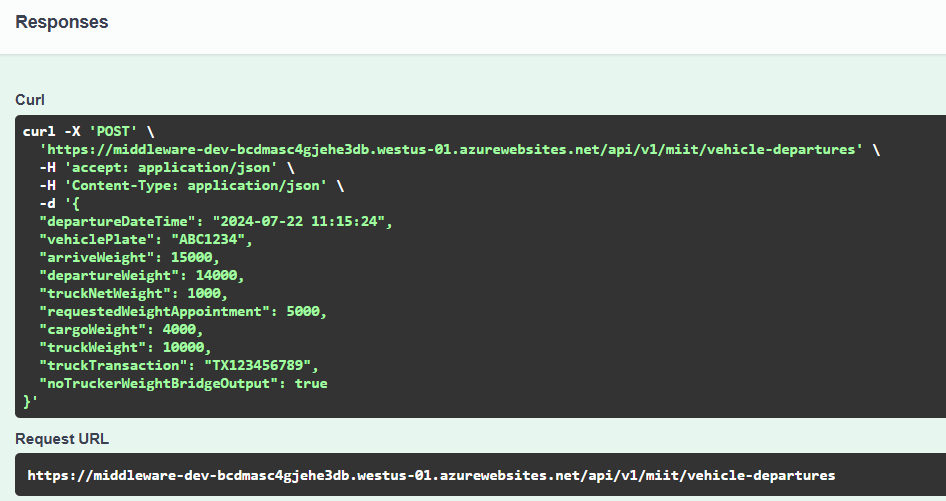 Responses
Curl
curl -X 'POST' \
'https://middleware-dev-bcdmasc4gjehe3db.westus-01.azurewebsites.net/api/v1/miit/vehicle-departures' \
-H 'accept: application/json' \
-H 'Content-Type: application/json' \
-d '{
"departureDateTime": "2024-07-22 11:15:24",
"vehiclePlate": "ABC1234",
"arriveWeight": 15000,
"departureWeight": 14000,
"truckNetWeight": 1000,
"requestedWeightAppointment": 5000,
"cargoWeight": 4000,
"truckWeight": 10000,
"truckTransaction": "TX123456789",
"noTruckerWeightBridgeOutput": true
}'
Request URL
https://middleware-dev-bcdmasc4gjehe3db.westus-01.azurewebsites.net/api/v1/miit/vehicle-departures